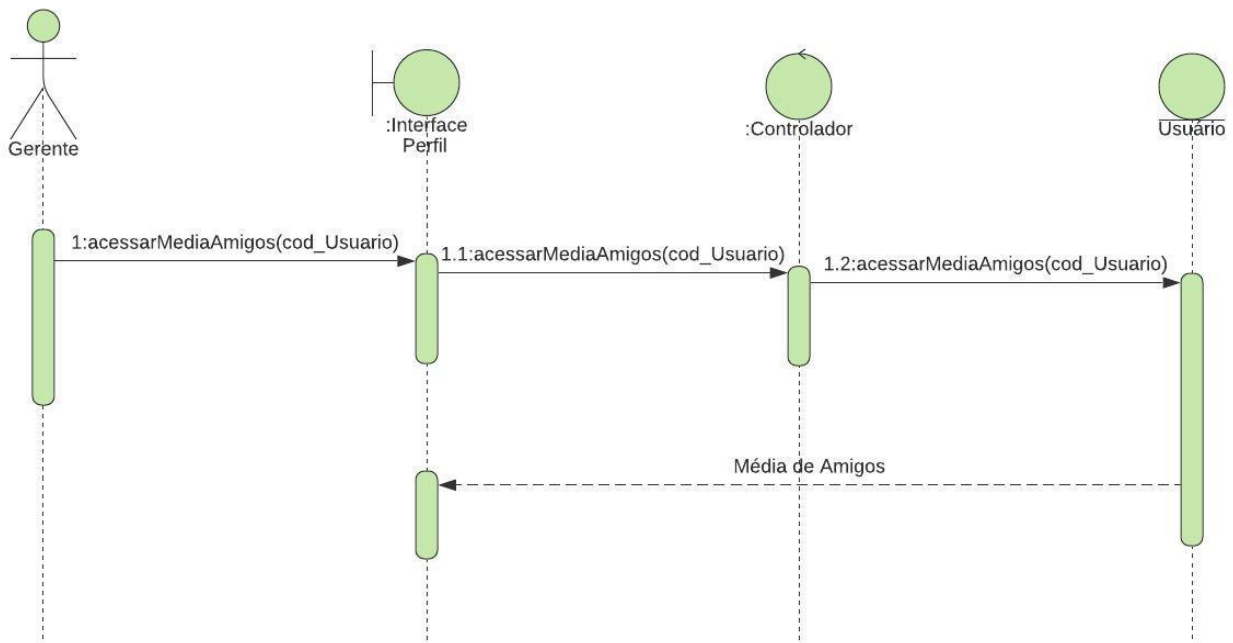 Gerente
:Interface
Perfil
:Controlador
Usuário
1:acessarMediaAmigos(cod_Usuario)
1.1:acessarMediaAmigos(cod_Usuario)
1.2:acessarMediaAmigos(cod_Usuario)
Média de Amigos